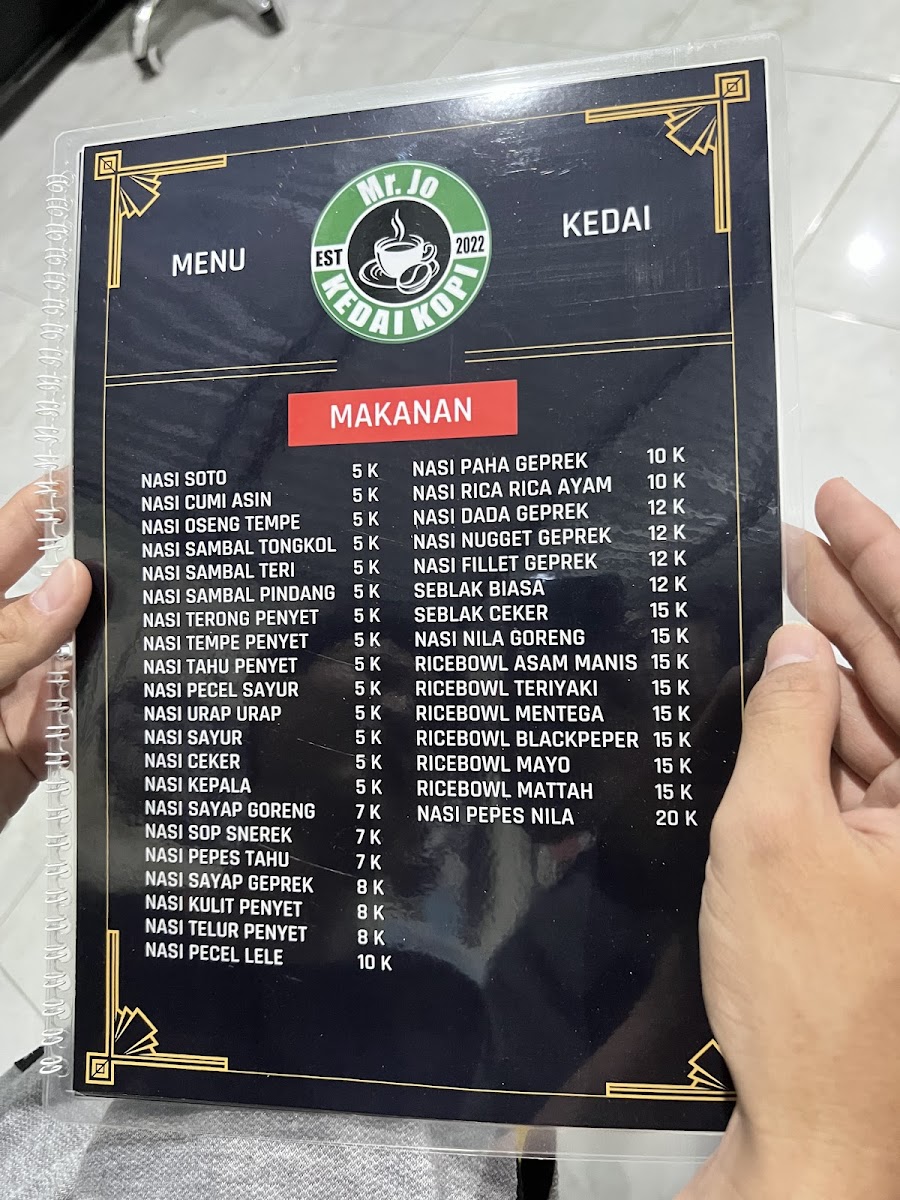 Mr. Jo
EST 2022
KEDAI KOPI
MENU
KEDAI
MAKANAN
NASI SOTO 5 K
NASI CUMI ASIN 5 K
NASI OSENG TEMPE 5 K
NASI SAMBAL TONGKOL 5 K
NASI SAMBAL TERI 5 K
NASI SAMBAL PINDANG 5 K
NASI TERONG PENYET 5 K
NASI TEMPE PENYET 5 K
NASI TAHU PENYET 5 K
NASI PECEL SAYUR 5 K
NASI URAP URAP 5 K
NASI SAYUR 5 K
NASI CEKER 5 K
NASI KEPALA 5 K
NASI SAYAP GORENG 7 K
NASI SOP SNEREK 7 K
NASI PEPES TAHU 7 K
NASI SAYAP GEPREK 8 K
NASI KULIT PENYET 8 K
NASI TELUR PENYET 8 K
NASI PECEL LELE 10 K
NASI PAHA GEPREK 10 K
NASI RICA RICA AYAM 10 K
NASI DADA GEPREK 12 K
NASI NUGGET GEPREK 12 K
NASI FILLET GEPREK 12 K
SEBLAK BIASA 12 K
SEBLAK CEKER 15 K
NASI NILA GORENG 15 K
RICEBOWL ASAM MANIS 15 K
RICEBOWL TERIYAKI 15 K
RICEBOWL MENTEGA 15 K
RICEBOWL BLACKPEPER 15 K
RICEBOWL MAYO 15 K
RICEBOWL MATTAH 15 K
NASI PEPES NILA 20 K